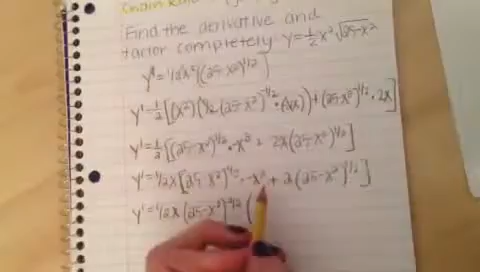 Chain Rule
Find the derivative and
factor completely y=½x²√25-x²
y=½x²(25-x²)^1/2
y'=½[(x²)(½(25-x²)^-1/2 · (-2x))+(25-x²)^1/2 · 2x]
y'=½[(25-x²)^-1/2 · -x³ + 2x(25-x²)^1/2]
y'=½x[(25-x²)^-1/2 · -x² + 2(25-x²)^1/2]
y'=½x(25-x²)^-1/2 (